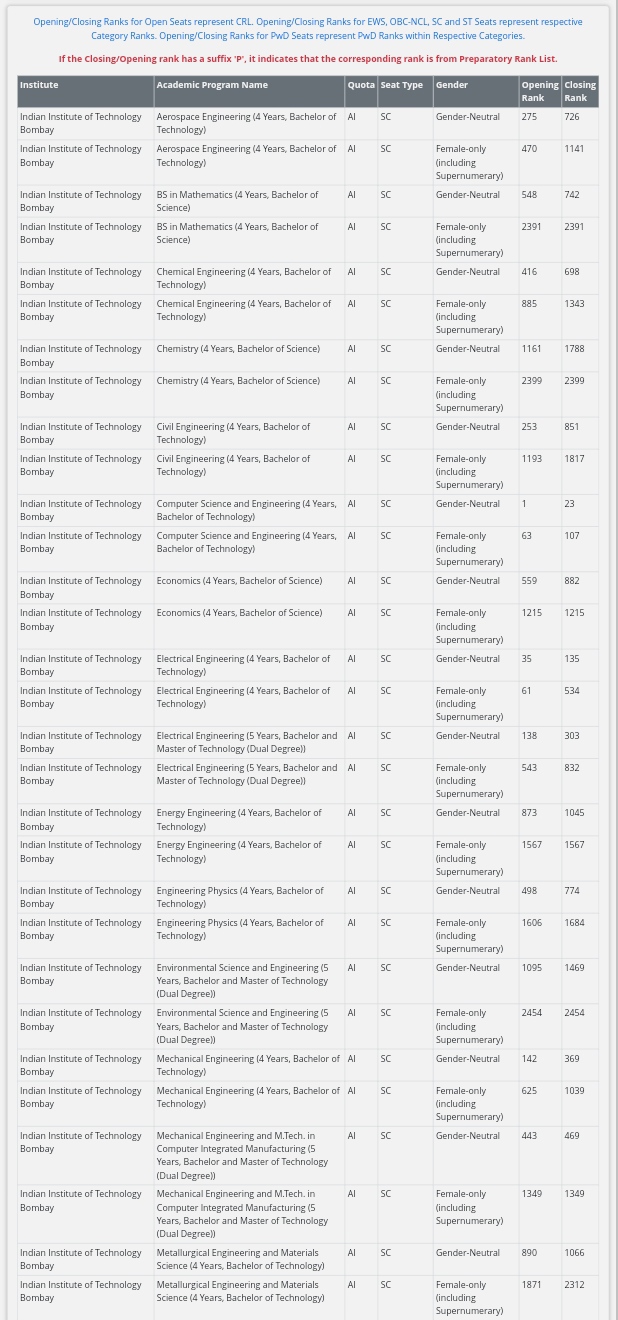 Opening/Closing Ranks for Open Seats represent CRL. Opening/Closing Ranks for EWS, OBC-NCL, SC and ST Seats represent respective
Category Ranks. Opening/Closing Ranks for PwD Seats represent PwD Ranks within Respective Categories.
If the Closing/Opening rank has a suffix 'P', it indicates that the corresponding rank is from Preparatory Rank List.
Institute Academic Program Name Quota Seat Type Gender Opening Closing
Rank Rank
Indian Institute of Technology Aerospace Engineering (4 Years, Bachelor of AI SC Gender-Neutral 275 726
Bombay Technology)
Indian Institute of Technology Aerospace Engineering (4 Years, Bachelor of AI SC Female-only 470 1141
Bombay Technology) (including
Supernumerary)
Indian Institute of Technology BS in Mathematics (4 Years, Bachelor of AI SC Gender-Neutral 548 742
Bombay Science)
Indian Institute of Technology BS in Mathematics (4 Years, Bachelor of AI SC Female-only 2391 2391
Bombay Science) (including
Supernumerary)
Indian Institute of Technology Chemical Engineering (4 Years, Bachelor of AI SC Gender-Neutral 416 698
Bombay Technology)
Indian Institute of Technology Chemical Engineering (4 Years, Bachelor of AI SC Female-only 885 1343
Bombay Technology) (including
Supernumerary)
Indian Institute of Technology Chemistry (4 Years, Bachelor of Science) AI SC Gender-Neutral 1161 1788
Bombay
Indian Institute of Technology Chemistry (4 Years, Bachelor of Science) AI SC Female-only 2399 2399
Bombay (including
Supernumerary)
Indian Institute of Technology Civil Engineering (4 Years, Bachelor of AI SC Gender-Neutral 253 851
Bombay Technology)
Indian Institute of Technology Civil Engineering (4 Years, Bachelor of AI SC Female-only 1193 1817
Bombay Technology) (including
Supernumerary)
Indian Institute of Technology Computer Science and Engineering (4 Years, AI SC Gender-Neutral 1 23
Bombay Bachelor of Technology)
Indian Institute of Technology Computer Science and Engineering (4 Years, AI SC Female-only 63 107
Bombay Bachelor of Technology) (including
Supernumerary)
Indian Institute of Technology Economics (4 Years, Bachelor of Science) AI SC Gender-Neutral 559 882
Bombay
Indian Institute of Technology Economics (4 Years, Bachelor of Science) AI SC Female-only 1215 1215
Bombay (including
Supernumerary)
Indian Institute of Technology Electrical Engineering (4 Years, Bachelor of AI SC Gender-Neutral 35 135
Bombay Technology)
Indian Institute of Technology Electrical Engineering (4 Years, Bachelor of AI SC Female-only 61 534
Bombay Technology) (including
Supernumerary)
Indian Institute of Technology Electrical Engineering (5 Years, Bachelor and AI SC Gender-Neutral 138 303
Bombay Master of Technology (Dual Degree))
Indian Institute of Technology Electrical Engineering (5 Years, Bachelor and AI SC Female-only 543 832
Bombay Master of Technology (Dual Degree)) (including
Supernumerary)
Indian Institute of Technology Energy Engineering (4 Years, Bachelor of AI SC Gender-Neutral 873 1045
Bombay Technology)
Indian Institute of Technology Energy Engineering (4 Years, Bachelor of AI SC Female-only 1567 1567
Bombay Technology) (including
Supernumerary)
Indian Institute of Technology Engineering Physics (4 Years, Bachelor of AI SC Gender-Neutral 498 774
Bombay Technology)
Indian Institute of Technology Engineering Physics (4 Years, Bachelor of AI SC Female-only 1606 1684
Bombay Technology) (including
Supernumerary)
Indian Institute of Technology Environmental Science and Engineering (5 AI SC Gender-Neutral 1095 1469
Bombay Years, Bachelor and Master of Technology
(Dual Degree))
Indian Institute of Technology Environmental Science and Engineering (5 AI SC Female-only 2454 2454
Bombay Years, Bachelor and Master of Technology (including
(Dual Degree)) Supernumerary)
Indian Institute of Technology Mechanical Engineering (4 Years, Bachelor of AI SC Gender-Neutral 142 369
Bombay Technology)
Indian Institute of Technology Mechanical Engineering (4 Years, Bachelor of AI SC Female-only 625 1039
Bombay Technology) (including
Supernumerary)
Indian Institute of Technology Mechanical Engineering and M.Tech. in AI SC Gender-Neutral 443 469
Bombay Computer Integrated Manufacturing (5
Years, Bachelor and Master of Technology
(Dual Degree))
Indian Institute of Technology Mechanical Engineering and M.Tech. in AI SC Female-only 1349 1349
Bombay Computer Integrated Manufacturing (5 (including
Years, Bachelor and Master of Technology Supernumerary)
(Dual Degree))
Indian Institute of Technology Metallurgical Engineering and Materials AI SC Gender-Neutral 890 1066
Bombay Science (4 Years, Bachelor of Technology)
Indian Institute of Technology Metallurgical Engineering and Materials AI SC Female-only 1871 2312
Bombay Science (4 Years, Bachelor of Technology) (including
Supernumerary)